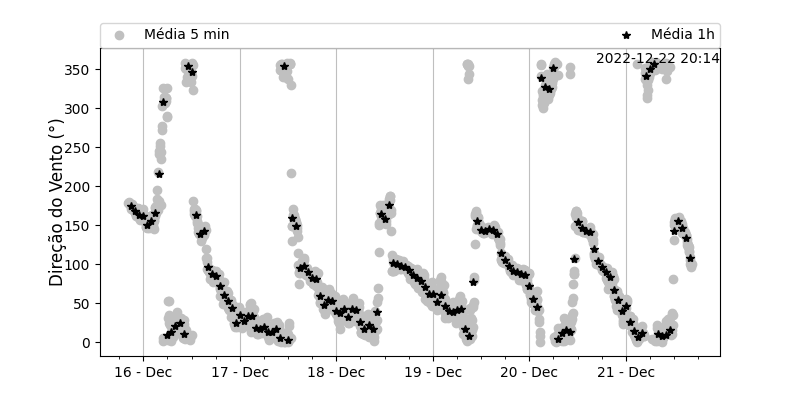 Média 5 min
Média 1h
2022-12-22 20:14
Direção do Vento (°)
350
300
250
200
150
100
50
0
16 - Dec
17 - Dec
18 - Dec
19 - Dec
20 - Dec
21 - Dec